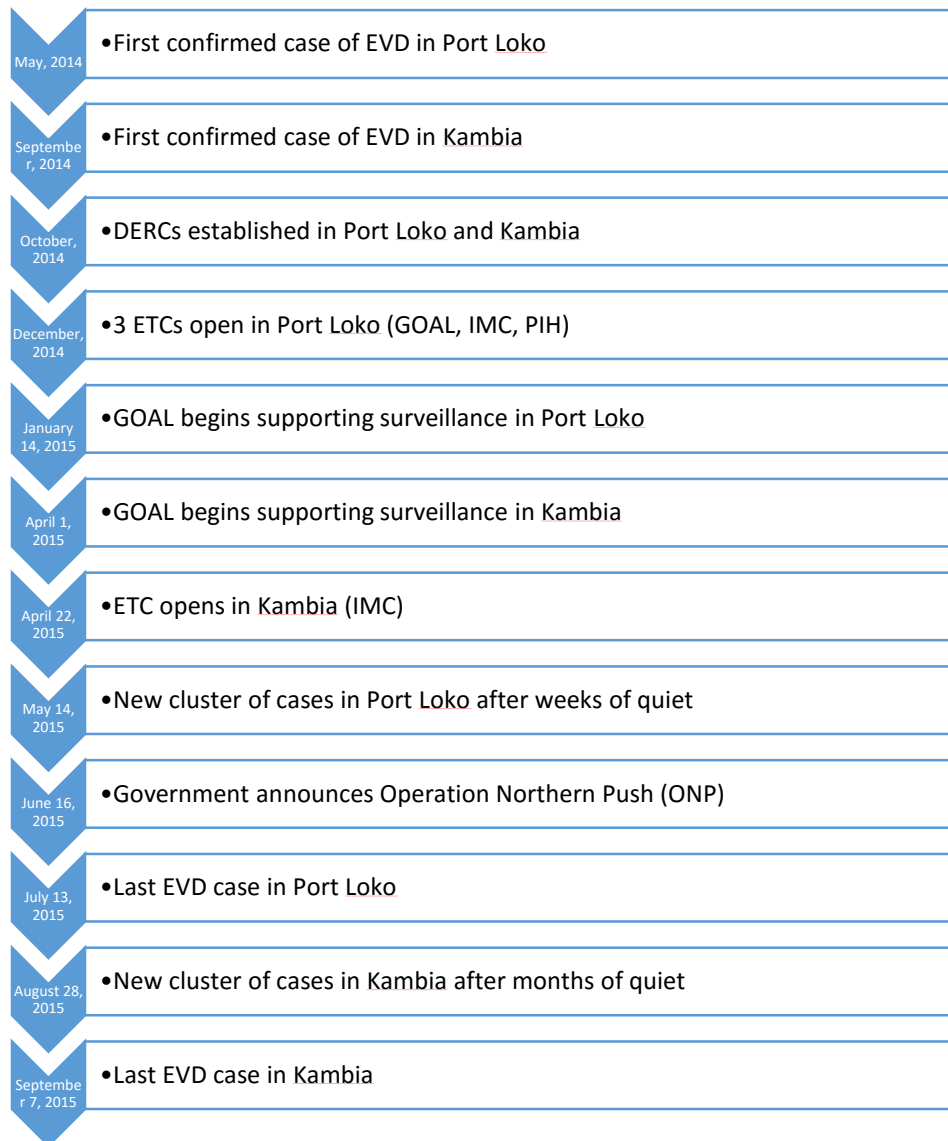 May, 2014
•First confirmed case of EVD in Port Loko
Septembe
r, 2014
•First confirmed case of EVD in Kambia
October,
2014
•DERCs established in Port Loko and Kambia
December,
2014
•3 ETCs open in Port Loko (GOAL, IMC, PIH)
January
14, 2015
•GOAL begins supporting surveillance in Port Loko
April 1,
2015
•GOAL begins supporting surveillance in Kambia
April 22,
2015
•ETC opens in Kambia (IMC)
May 14,
2015
•New cluster of cases in Port Loko after weeks of quiet
June 16,
2015
•Government announces Operation Northern Push (ONP)
July 13,
2015
•Last EVD case in Port Loko
August 28,
2015
•New cluster of cases in Kambia after months of quiet
Septembe
r 7, 2015
•Last EVD case in Kambia